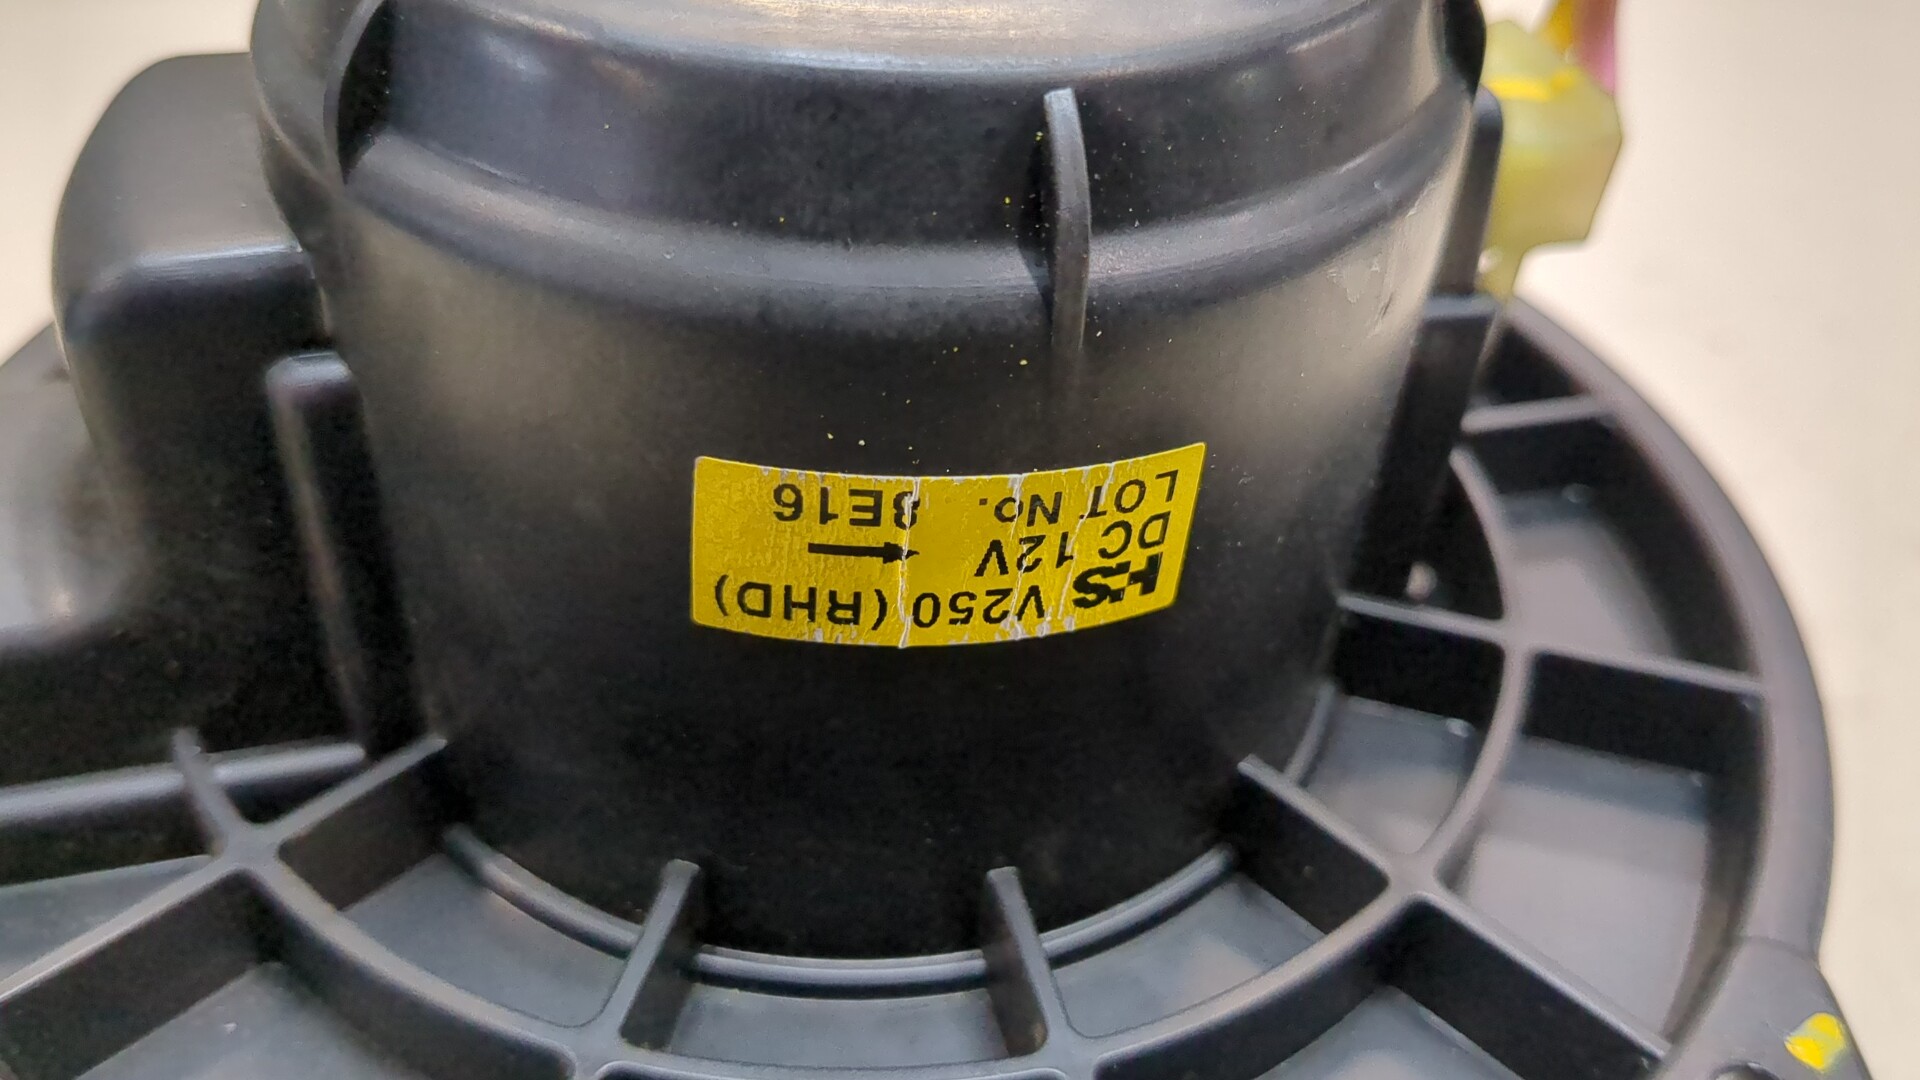 HS V250 (RHD)
DC 12V ←
LOT No. 8E16